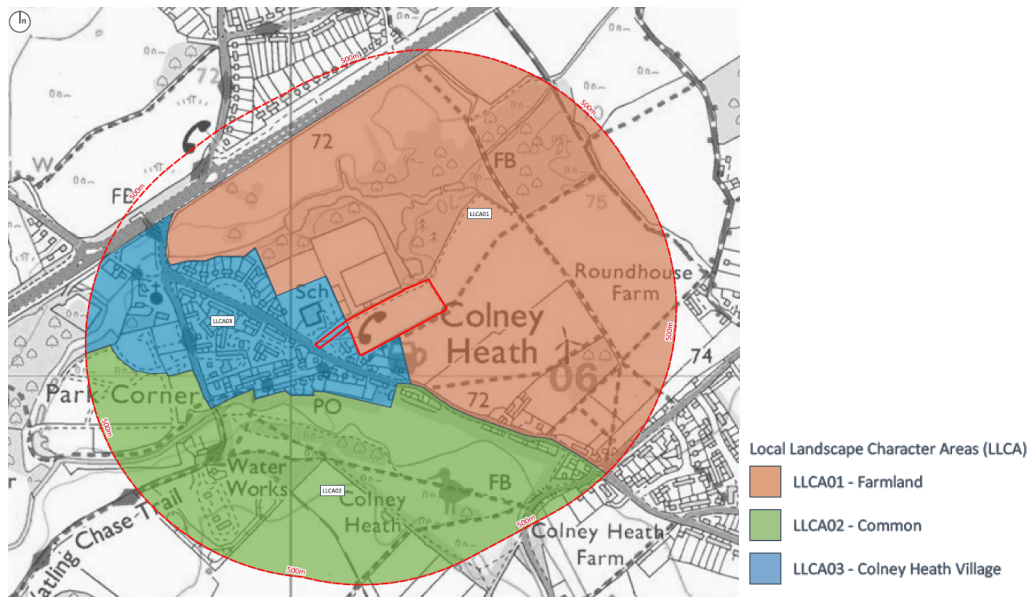 n
500m
500m
72
72
W
FB
FB
500m
LLCA01
75
Roundhouse
Farm
Sch
LLCA03
Colney
Heath
500m
06
74
Park Corner
72
PO
500m
Water
Works
LLCA02
Colney
Heath
FB
500m
Colney Heath
Farm
Watling Chase Trail
500m
Local Landscape Character Areas (LLCA)
LLCA01 - Farmland
LLCA02 - Common
LLCA03 - Colney Heath Village